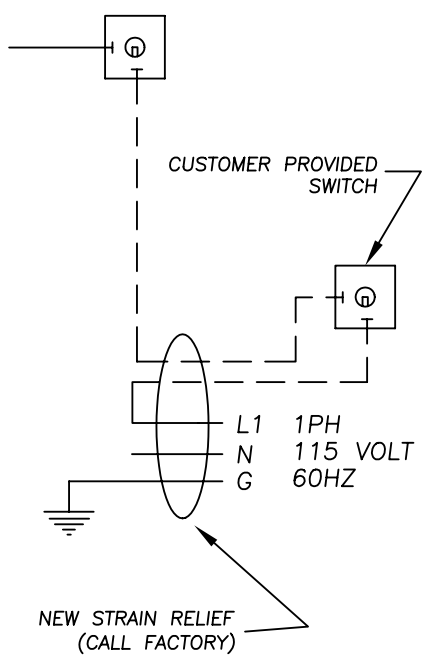 CUSTOMER PROVIDED
SWITCH
L1 1PH
N 115 VOLT
G 60HZ
NEW STRAIN RELIEF
(CALL FACTORY)